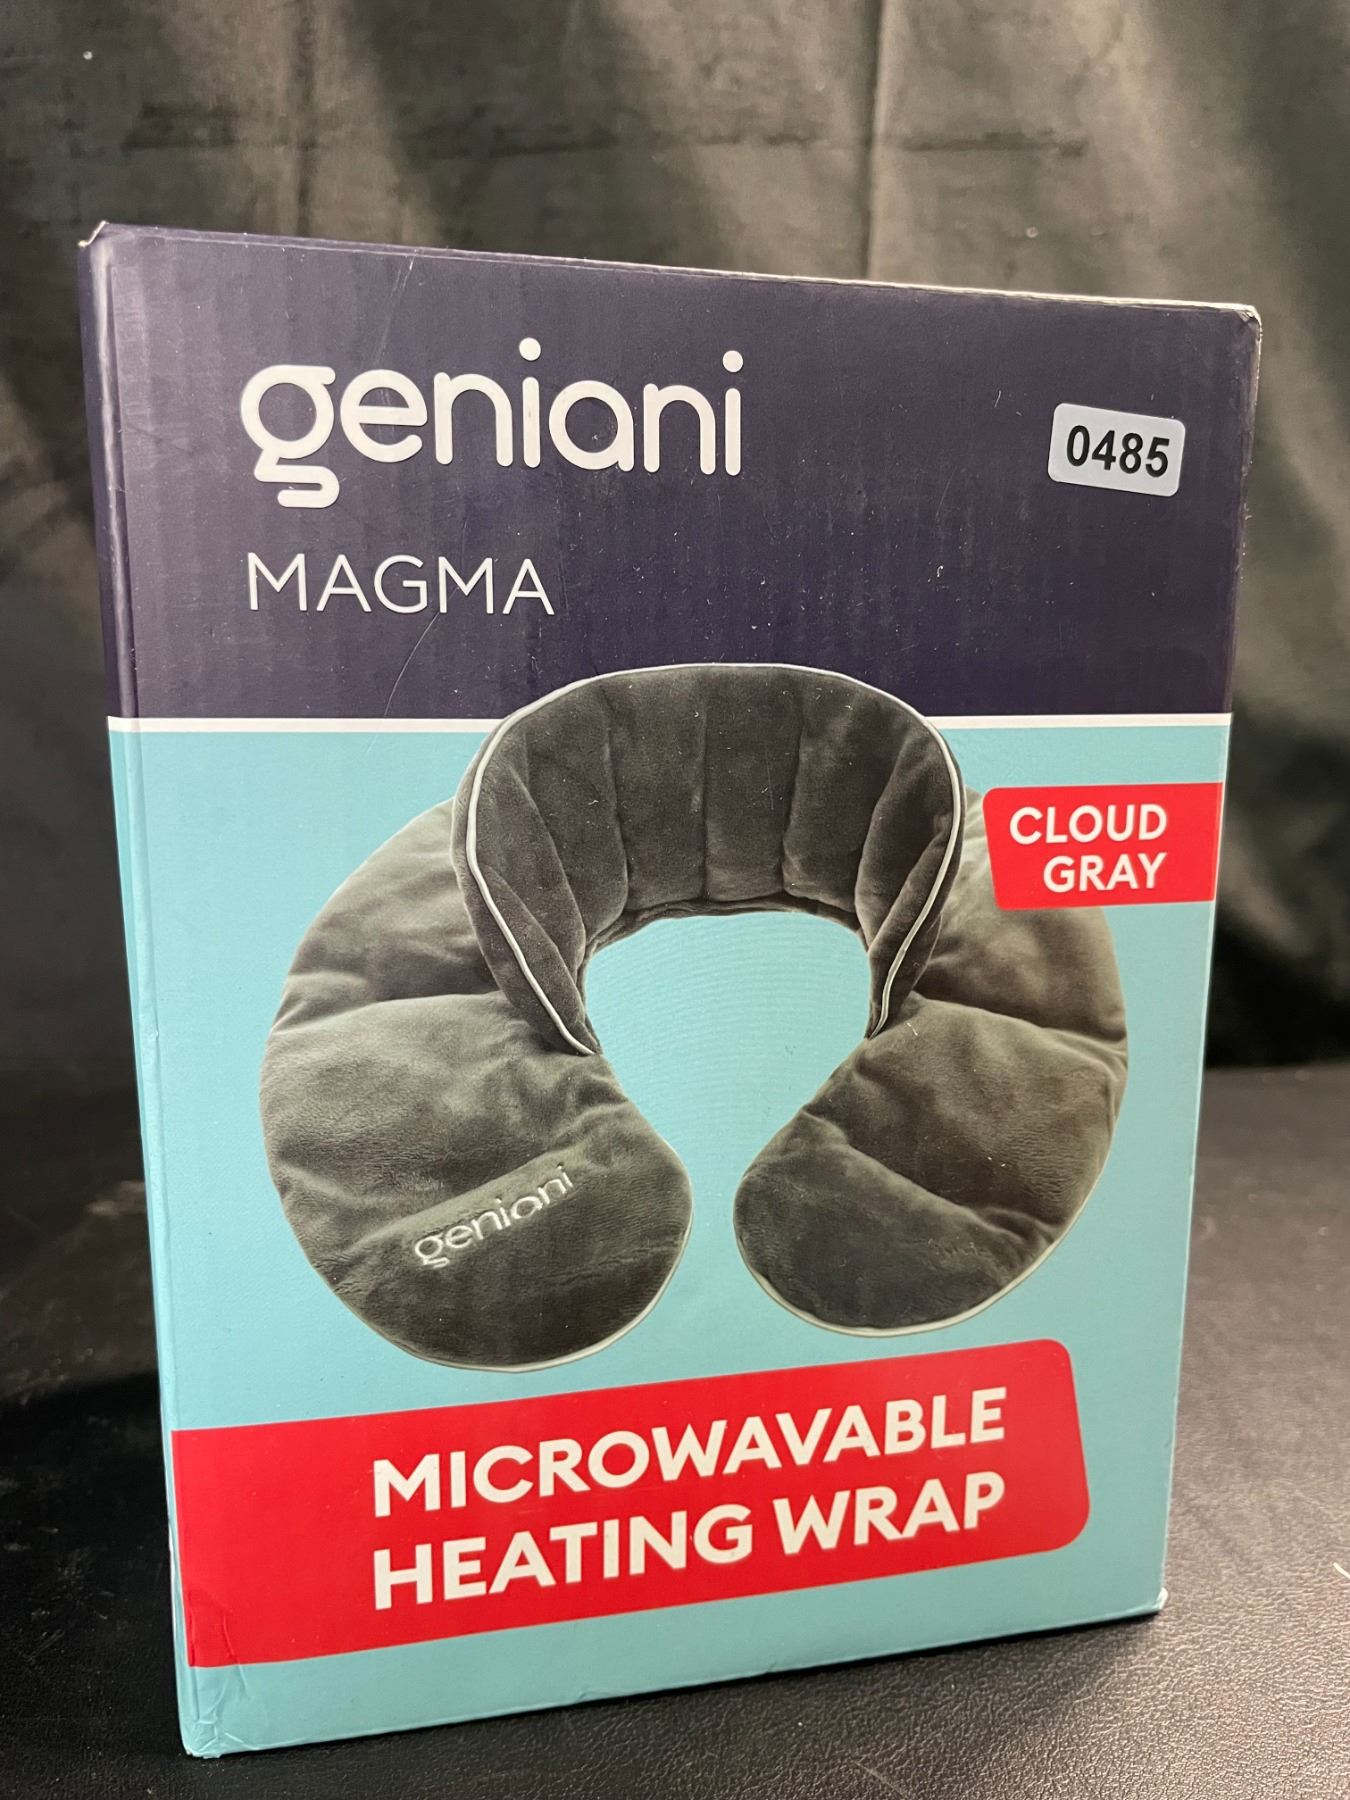 geniani
0485
MAGMA
CLOUD
GRAY
geniani
MICROWAVABLE
HEATING WRAP